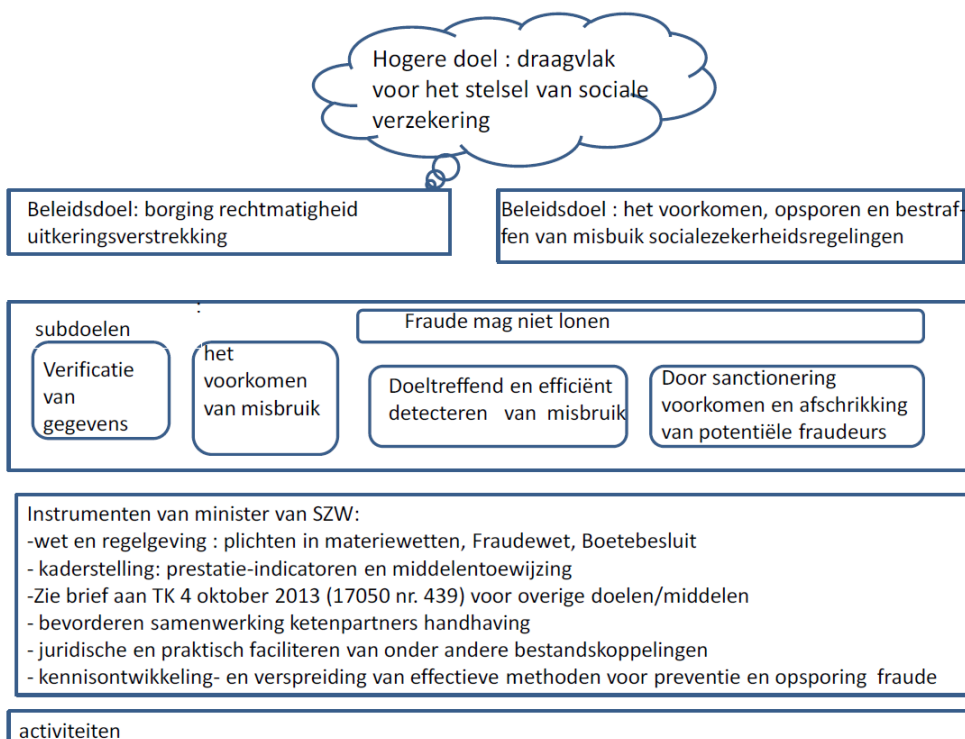 Hogere doel : draagvlak
voor het stelsel van sociale
verzekering
Beleidsdoel: borging rechtmatigheid
uitkeringsverstrekking
Beleidsdoel : het voorkomen, opsporen en bestraf-
fen van misbuik socialezekerheidsregelingen
:
subdoelen
Fraude mag niet lonen
Verificatie
van
gegevens
het
voorkomen
van misbruik
Doeltreffend en efficiënt
detecteren van misbruik
Door sanctionering
voorkomen en afschrikking
van potentiële fraudeurs
Instrumenten van minister van SZW:
-wet en regelgeving : plichten in materiewetten, Fraudewet, Boetebesluit
- kaderstelling: prestatie-indicatoren en middelentoewijzing
-Zie brief aan TK 4 oktober 2013 (17050 nr. 439) voor overige doelen/middelen
- bevorderen samenwerking ketenpartners handhaving
- juridische en praktisch faciliteren van onder andere bestandskoppelingen
- kennisontwikkeling- en verspreiding van effectieve methoden voor preventie en opsporing fraude
activiteiten